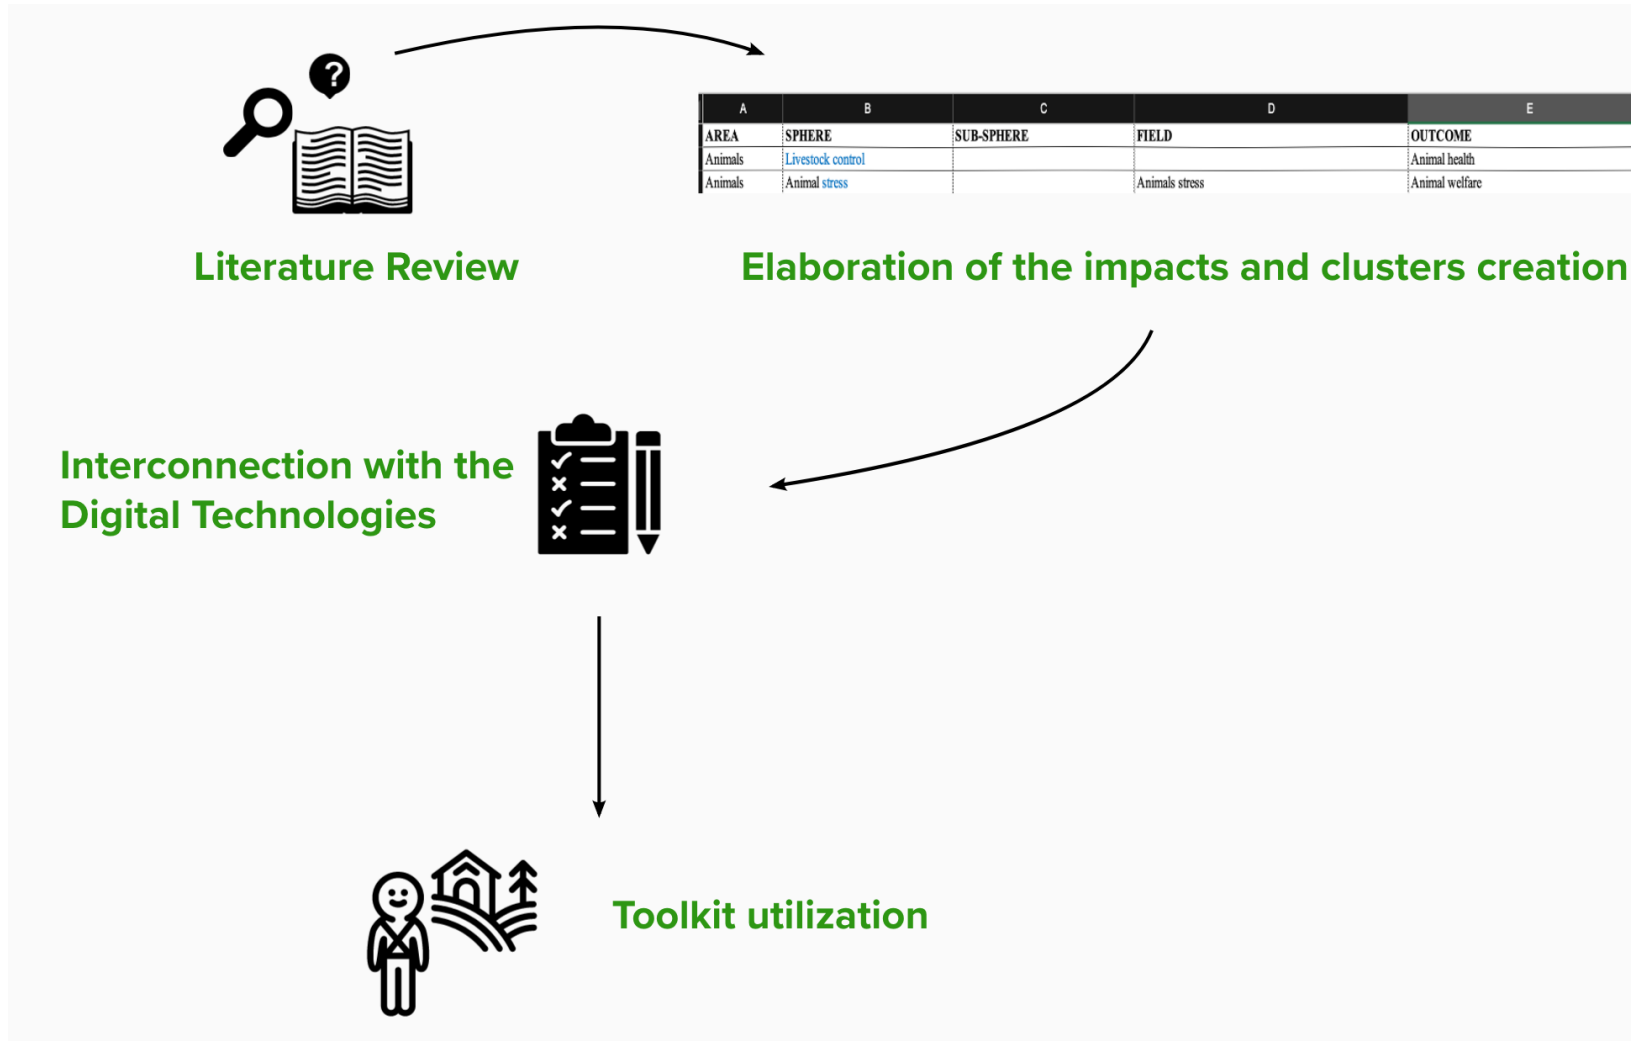 ?
A B C D E
AREA SPHERE SUB-SPHERE FIELD OUTCOME
Animals Livestock control Animal health
Animals Animal stress Animals stress Animal welfare
Literature Review
Elaboration of the impacts and clusters creation
Interconnection with the
Digital Technologies
Toolkit utilization